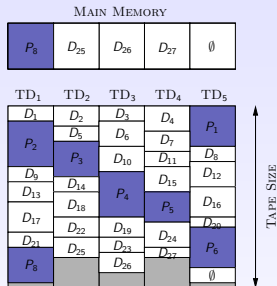 MAIN MEMORY
P8 D25 D26 D27 ∅
TD1 TD2 TD3 TD4 TD5
D1 D2 D3 D4 P1
P2 D5 D6 D7 D8
D9 P3 D10 D11 D12
D13 D14 P4 D15 D16
D17 D18 D19 P5 D20
D21 D22 D23 D24 P6
P8 D25 D26 D27 ∅
TAPE SIZE